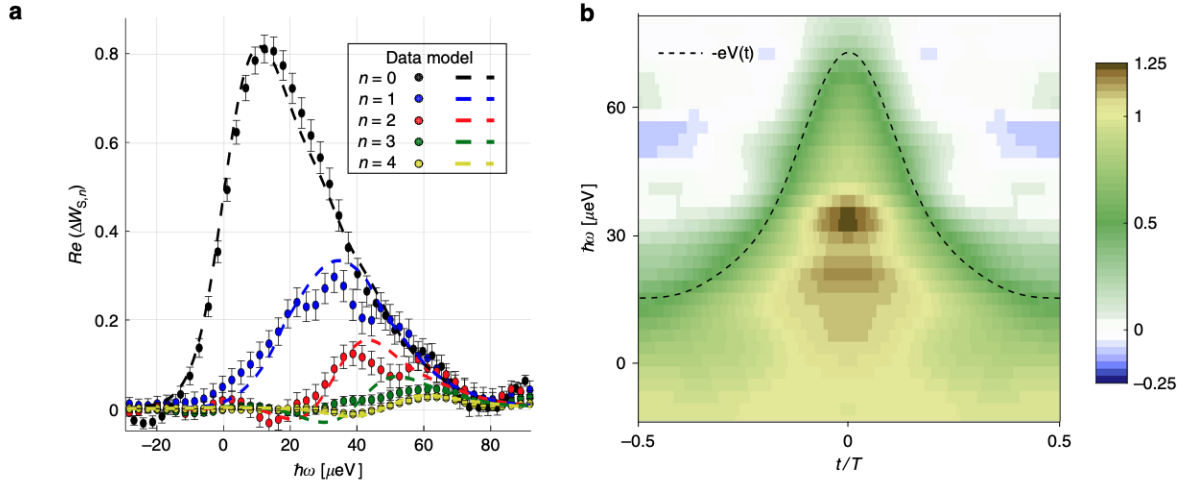 a
0.8
0.6
0.4
0.2
0
−20
0
20
40
60
80
Re (ΔW_S,n)
ħω [μeV]
Data model
n = 0
n = 1
n = 2
n = 3
n = 4
b
-eV(t)
60
30
0
ħω [μeV]
−0.5
0
0.5
t/T
1.25
1
0.5
0
−0.25